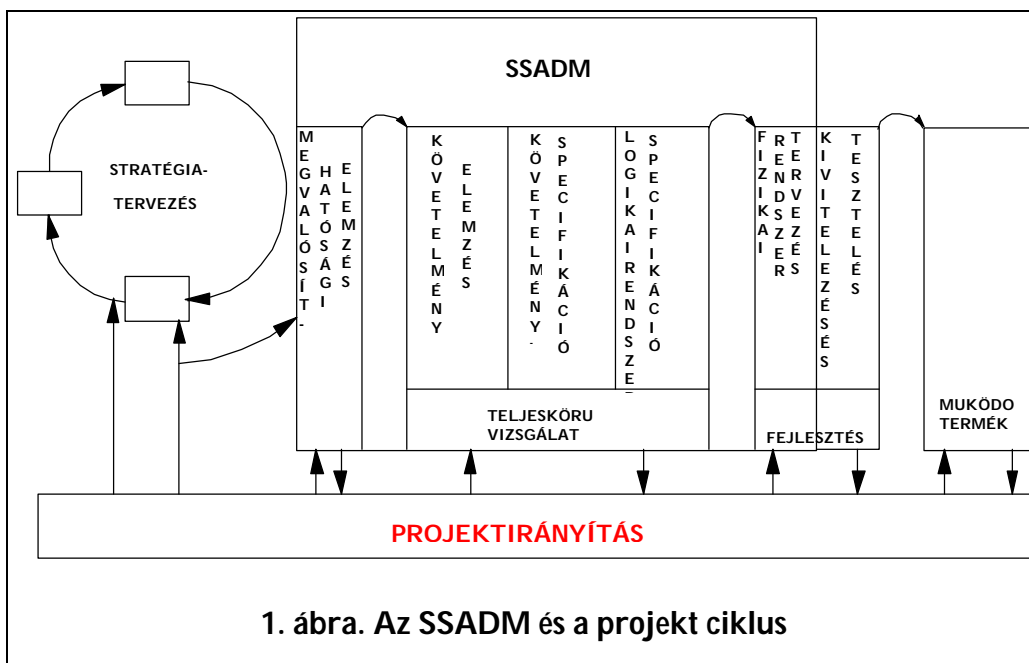 SSADM
STRATÉGIA-
TERVEZÉS
MEGVALÓSÍT-
HATÓSÁGI
ELEMZÉS
KÖVETELMÉNY
ELEMZÉS
KÖVETELMÉNY.
SPECIFIKÁCIÓ
LOGIKAIRENDSZER
SPECIFIKÁCIÓ
FIZIKAI
RENDSZER
TERVEZÉS
KIVITELEZÉSÉS
TESZTELÉS
TELJESKÖRU
VIZSGÁLAT
FEJLESZTÉS
MUKÖDO
TERMÉK
PROJEKTIRÁNYÍTÁS
1. ábra. Az SSADM és a projekt ciklus